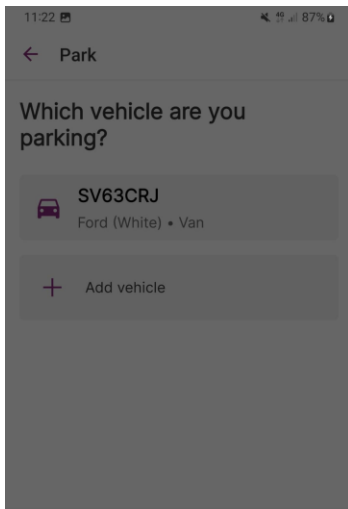 11:22
87%
Park
Which vehicle are you
parking?
SV63CRJ
Ford (White) • Van
Add vehicle